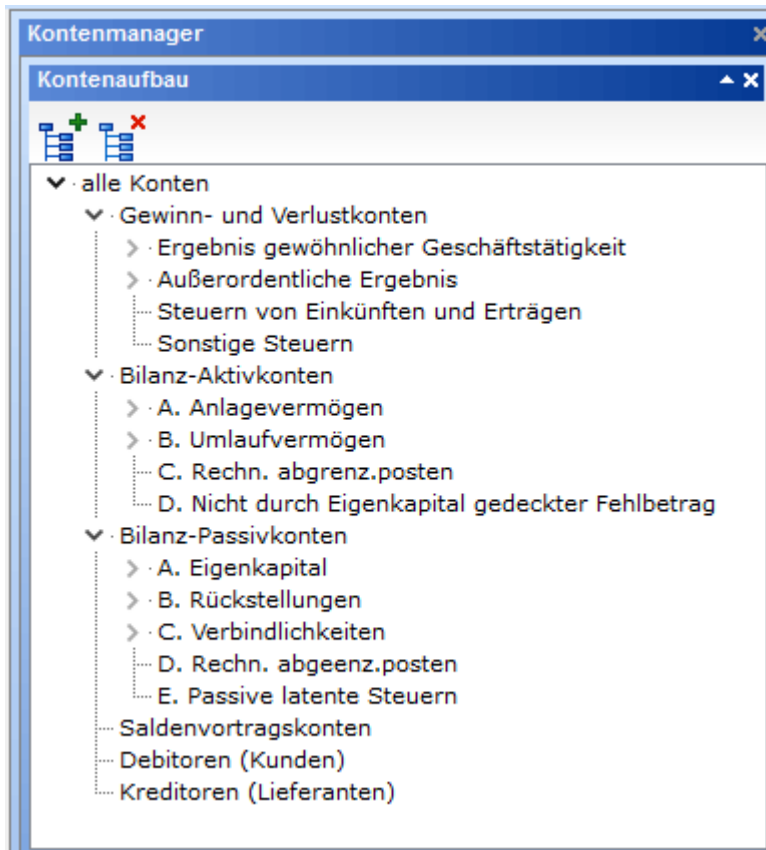 Kontenmanager
Kontenaufbau
alle Konten
Gewinn- und Verlustkonten
Ergebnis gewöhnlicher Geschäftstätigkeit
Außerordentliche Ergebnis
Steuern von Einkünften und Erträgen
Sonstige Steuern
Bilanz-Aktivkonten
A. Anlagevermögen
B. Umlaufvermögen
C. Rechn. abgrenz.posten
D. Nicht durch Eigenkapital gedeckter Fehlbetrag
Bilanz-Passivkonten
A. Eigenkapital
B. Rückstellungen
C. Verbindlichkeiten
D. Rechn. abgeenz.posten
E. Passive latente Steuern
Saldenvortragskonten
Debitoren (Kunden)
Kreditoren (Lieferanten)